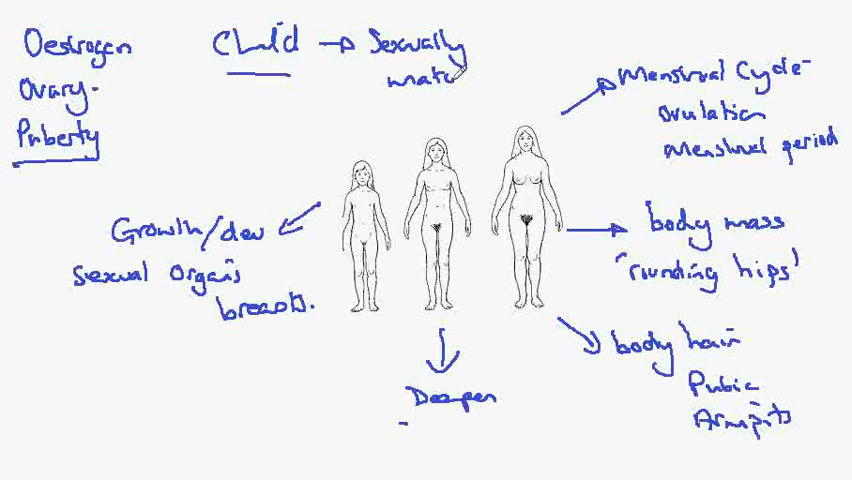 Oestrogen
Child → Sexually
matu
Ovary.
Puberty
Menstrual Cycle
ovulation
menstrual period
Growth/dev
Sexual Organs
breasts.
body mass
'rounding hips'
body hair
Pubic
Armpits
Deepen